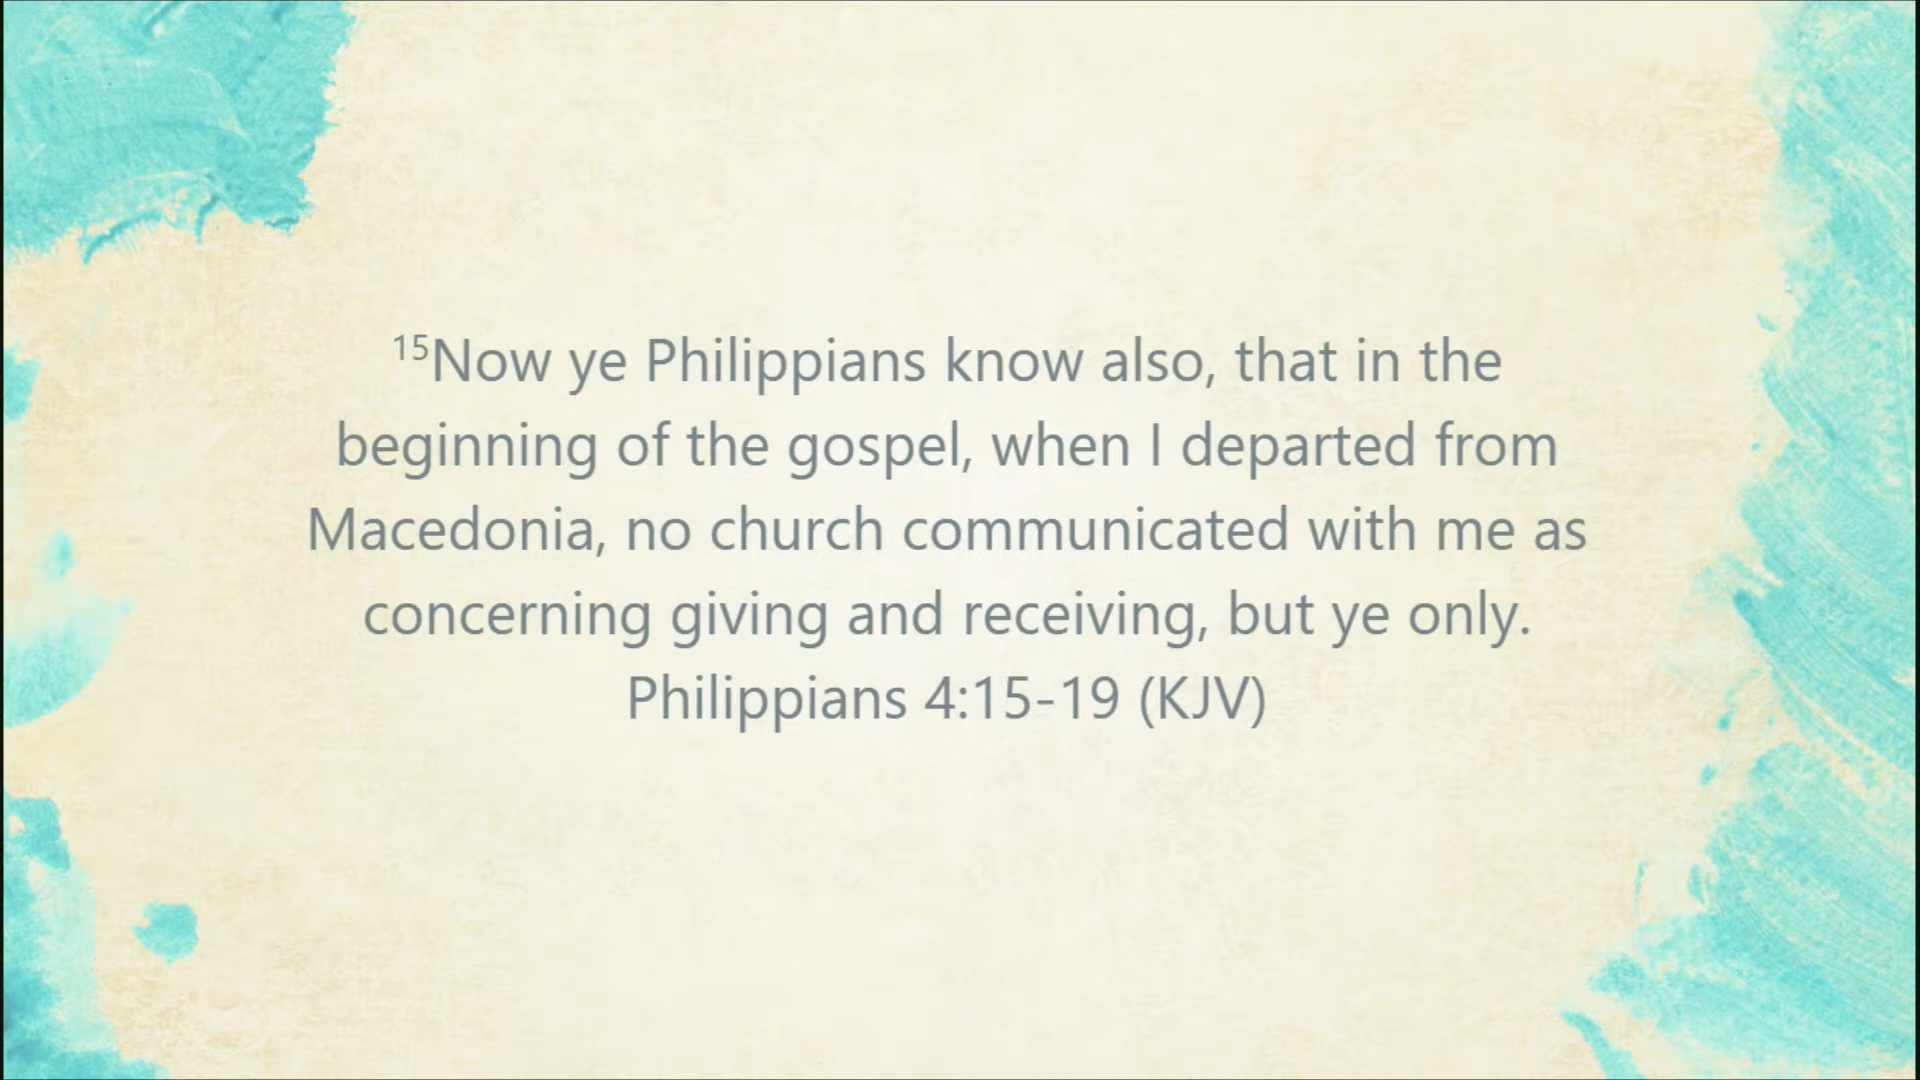 ¹⁵Now ye Philippians know also, that in the
beginning of the gospel, when I departed from
Macedonia, no church communicated with me as
concerning giving and receiving, but ye only.
Philippians 4:15-19 (KJV)